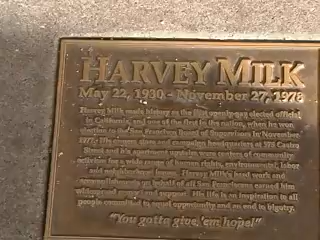 HARVEY MILK
May 22, 1930 - November 27, 1978
Harvey Milk made history as the first openly gay elected official
in California, and one of the first in the nation, when he won
election to the San Francisco Board of Supervisors in November
1977. His camera store and campaign headquarters at 575 Castro
Street and his apartment upstairs were centers of community
activism for a wide range of human rights, environmental, labor
and neighborhood issues. Harvey Milk's hard work and
accomplishments on behalf of all San Franciscans earned him
widespread respect and support. His life is an inspiration to all
people committed to equal opportunity and an end to bigotry.
"You gotta give 'em hope!"